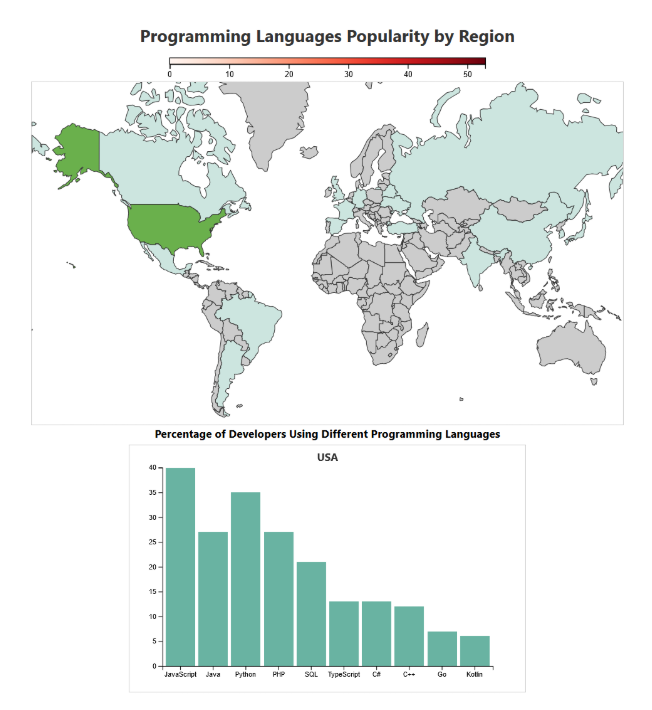 Programming Languages Popularity by Region
0 10 20 30 40 50
Percentage of Developers Using Different Programming Languages
USA
40
35
30
25
20
15
10
5
0
JavaScript Java Python PHP SQL TypeScript C# C++ Go Kotlin